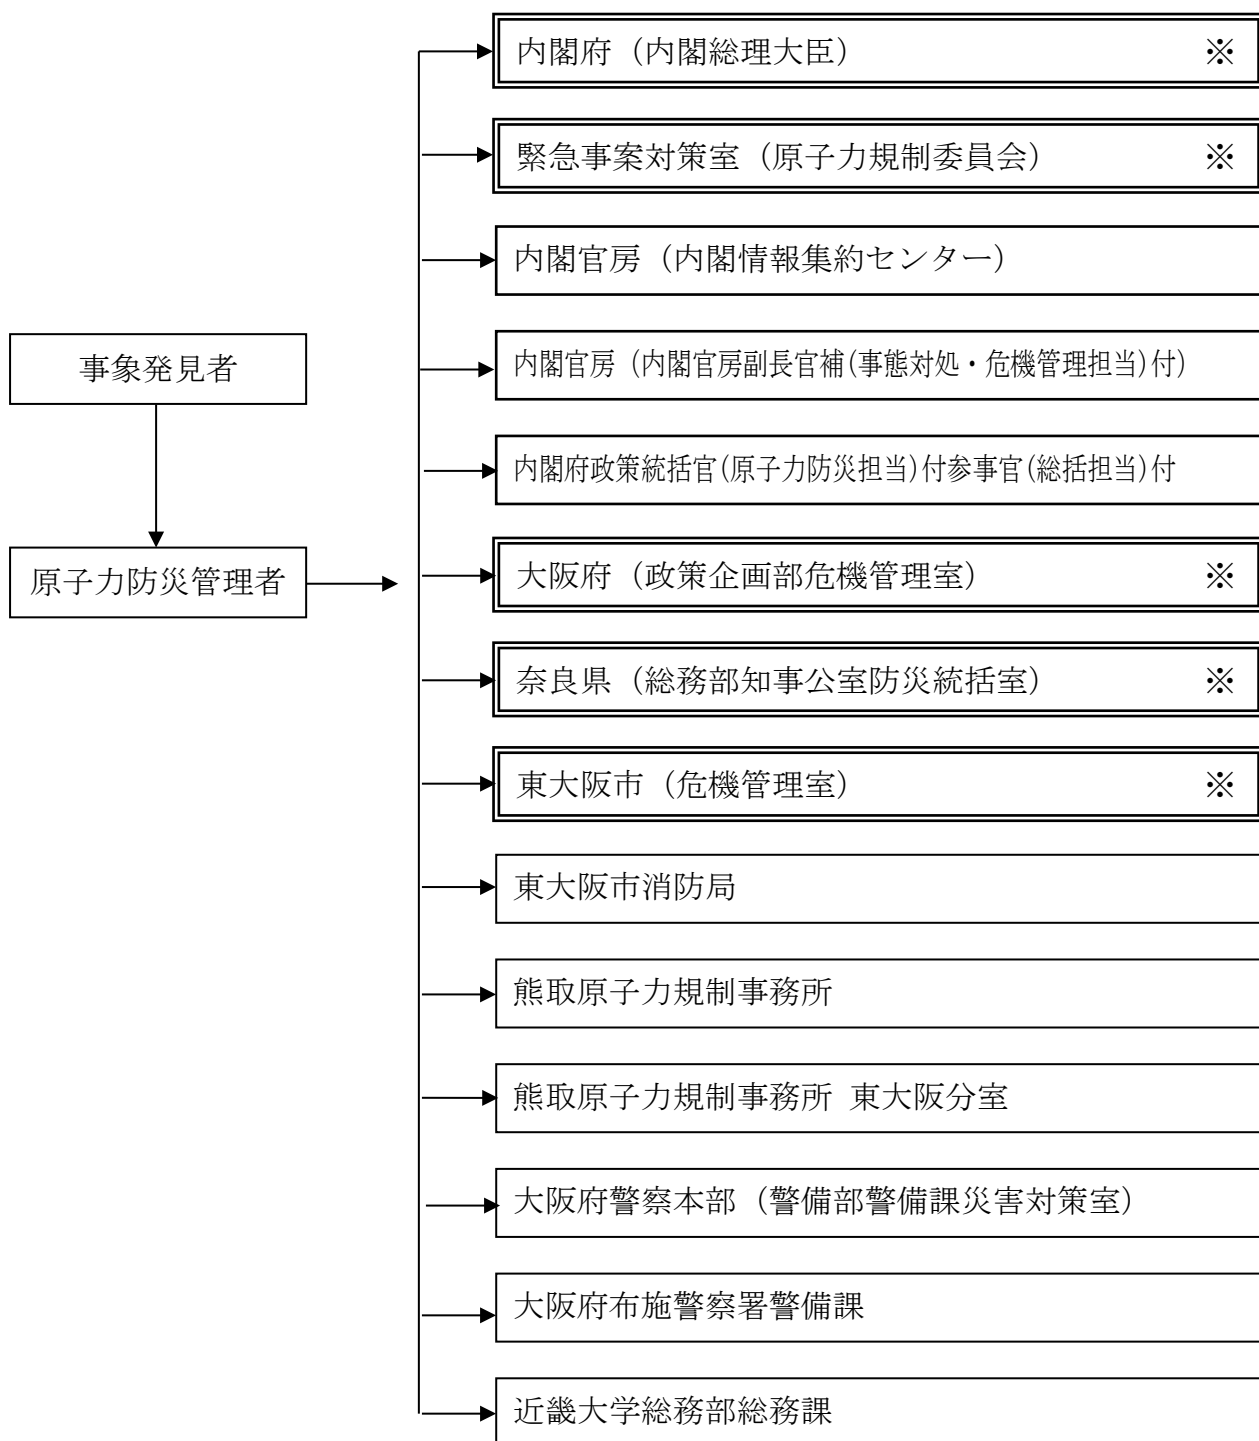 内閣府（内閣総理大臣） ※
緊急事案対策室（原子力規制委員会） ※
内閣官房（内閣情報集約センター）
事象発見者
内閣官房（内閣官房副長官補(事態対処・危機管理担当)付）
内閣府政策統括官(原子力防災担当)付参事官(総括担当)付
原子力防災管理者
大阪府（政策企画部危機管理室） ※
奈良県（総務部知事公室防災統括室） ※
東大阪市（危機管理室） ※
東大阪市消防局
熊取原子力規制事務所
熊取原子力規制事務所 東大阪分室
大阪府警察本部（警備部警備課災害対策室）
大阪府布施警察署警備課
近畿大学総務部総務課